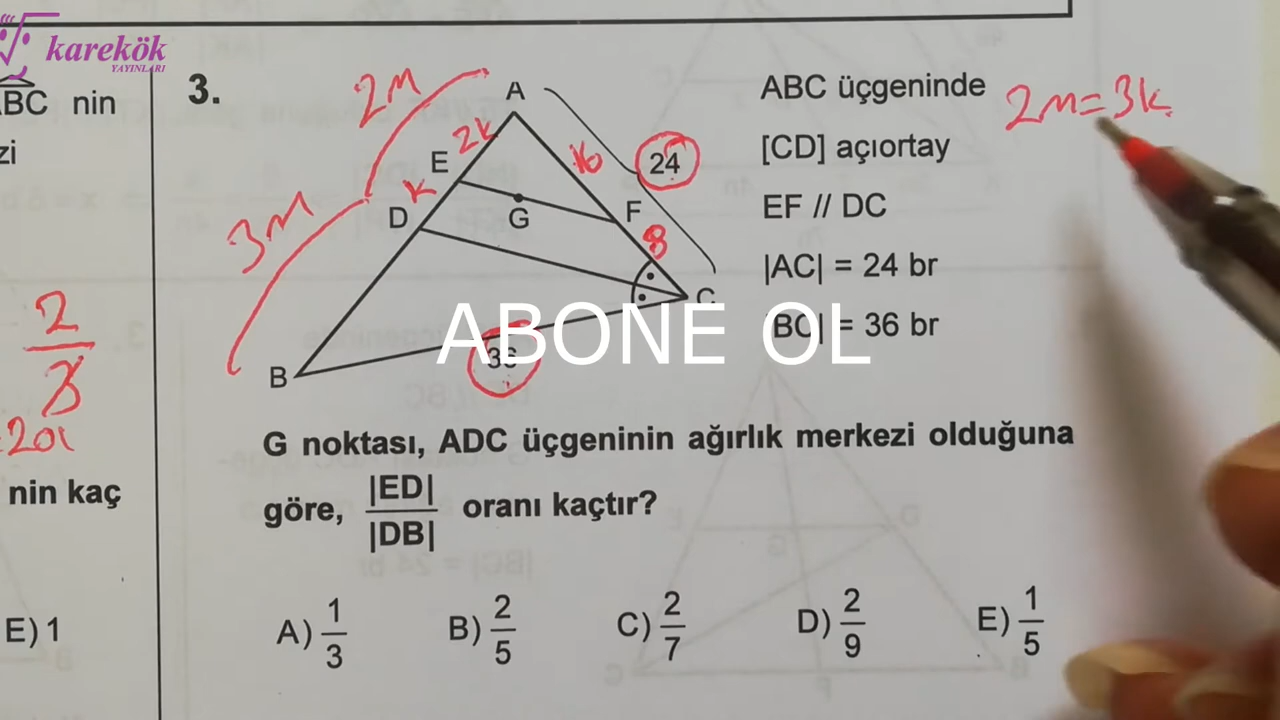 karekök
YAYINLARI
BC nin
zi
2
3
nin kaç
E) 1
3.
A
2M
2k
E
16
24
K
D
G
F
3M
8
C
36
B
ABC üçgeninde
2M=3k
[CD] açıortay
EF // DC
|AC| = 24 br
|BC| = 36 br
ABONE OL
G noktası, ADC üçgeninin ağırlık merkezi olduğuna
göre, |ED| / |DB| oranı kaçtır?
A) 1/3 B) 2/5 C) 2/7 D) 2/9 E) 1/5